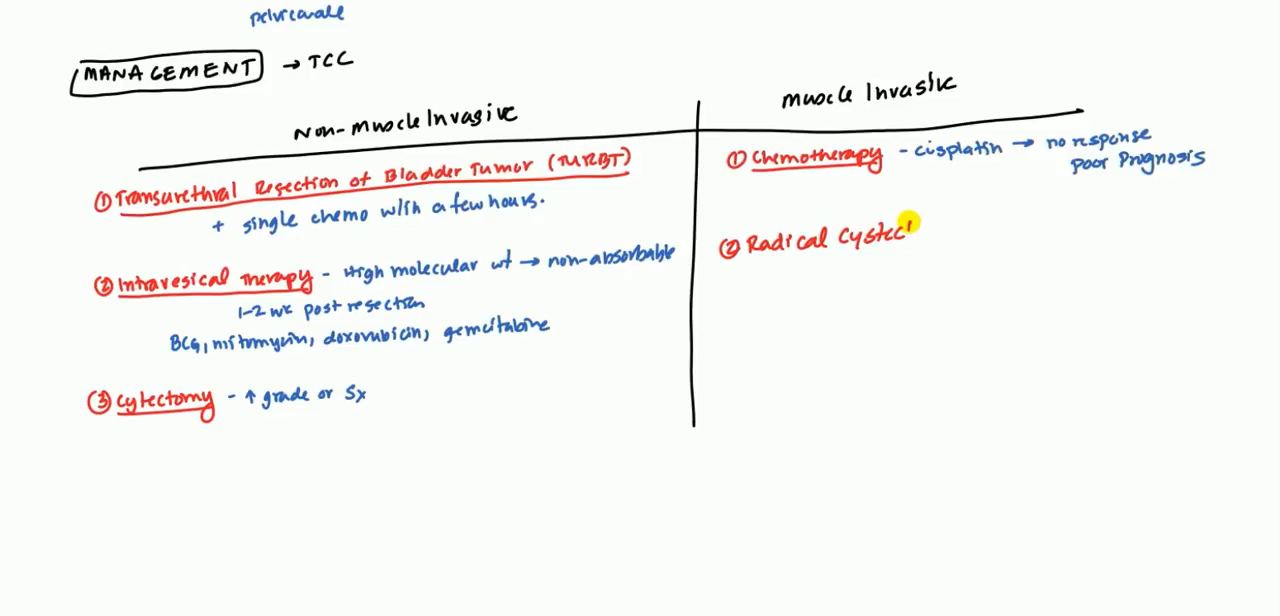 pelvicavale
MANAGEMENT → TCC
Non-muscle Invasive
① Transurethral Resection of Bladder Tumor (TURBT)
+ single chemo w/in a few hours.
② Intravesical Therapy - High molecular wt → non-absorbable
1-2 wk post resection
BCG, mitomycin, doxorubicin, gemcitabine
③ Cytectomy - ↑ grade or Sx
Muscle Invasive
① Chemotherapy - cisplatin → no response
poor prognosis
② Radical Cystec